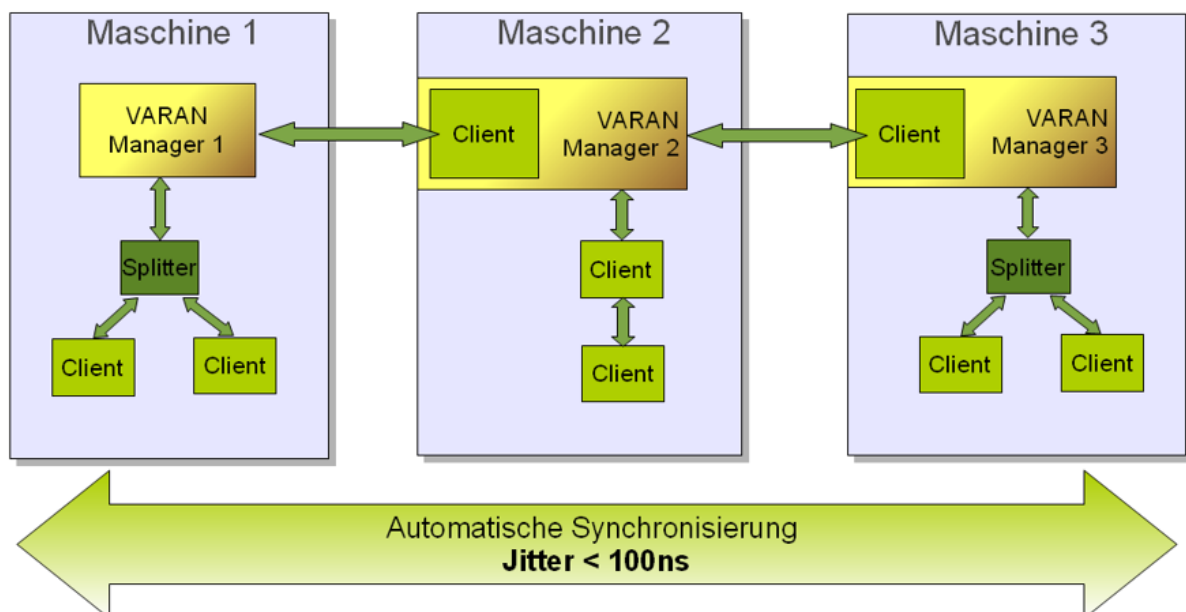 Maschine 1
Maschine 2
Maschine 3
VARAN
Manager 1
Client
VARAN
Manager 2
Client
VARAN
Manager 3
Splitter
Client
Client
Client
Client
Splitter
Client
Client
Automatische Synchronisierung
Jitter < 100ns